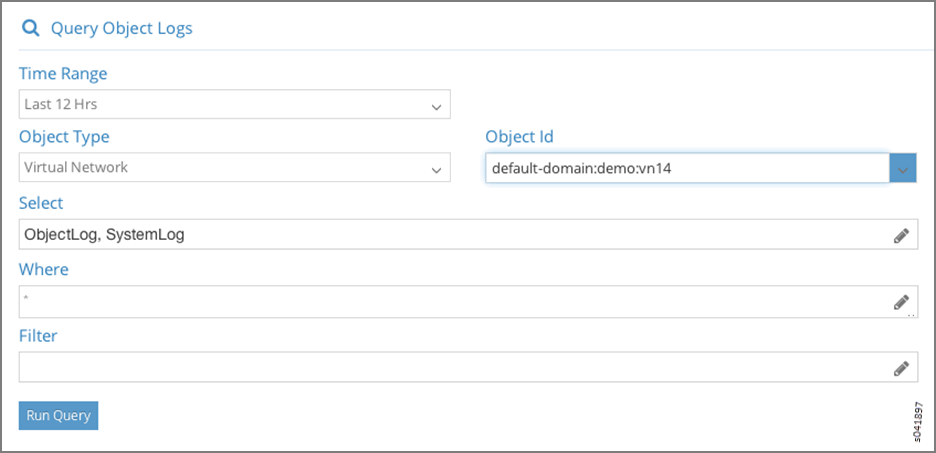 Query Object Logs
Time Range
Last 12 Hrs
Object Type
Object Id
Virtual Network
default-domain:demo:vn14
Select
ObjectLog, SystemLog
Where
*
Filter
Run Query
s041897